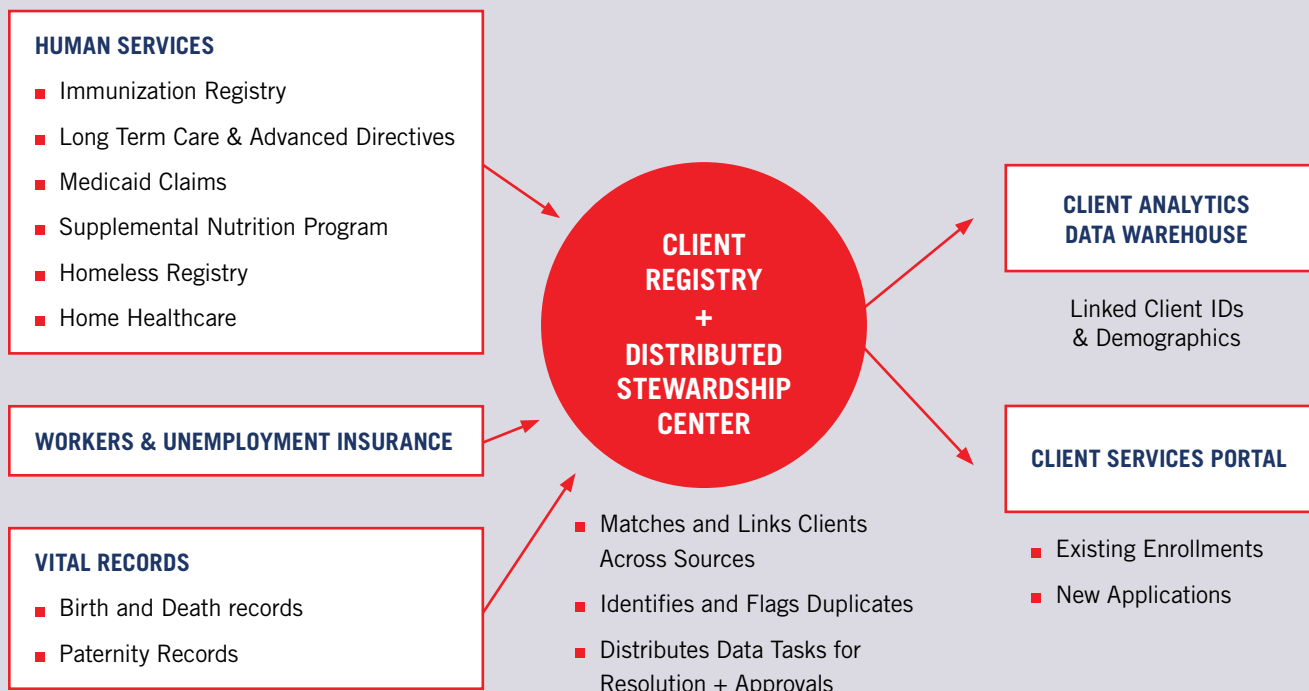 HUMAN SERVICES
Immunization Registry
Long Term Care & Advanced Directives
Medicaid Claims
Supplemental Nutrition Program
Homeless Registry
Home Healthcare
WORKERS & UNEMPLOYMENT INSURANCE
VITAL RECORDS
Birth and Death records
Paternity Records
CLIENT
REGISTRY
+
DISTRIBUTED
STEWARDSHIP
CENTER
Matches and Links Clients
Across Sources
Identifies and Flags Duplicates
Distributes Data Tasks for
Resolution + Approvals
CLIENT ANALYTICS
DATA WAREHOUSE
Linked Client IDs
& Demographics
CLIENT SERVICES PORTAL
Existing Enrollments
New Applications